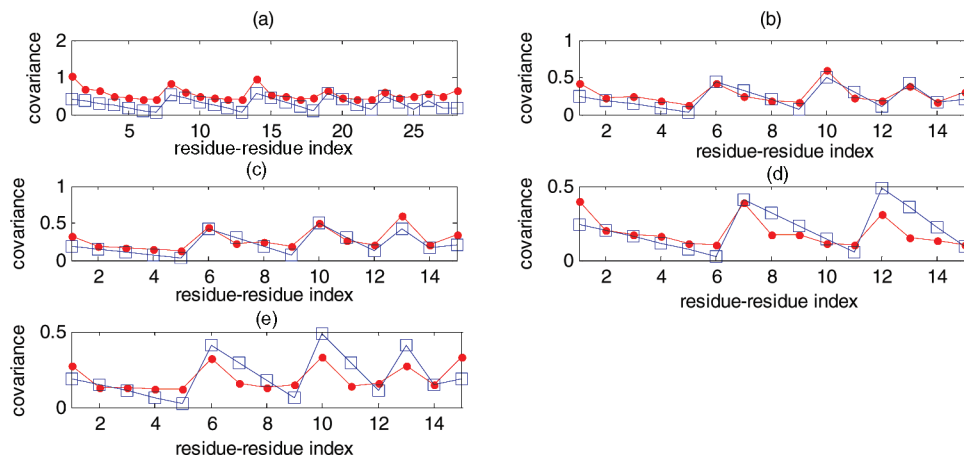 (a)
2
1
0
covariance
5 10 15 20 25
residue-residue index
(b)
1
0.5
0
covariance
2 4 6 8 10 12 14
residue-residue index
(c)
1
0.5
0
covariance
2 4 6 8 10 12 14
residue-residue index
(d)
0.5
0
covariance
2 4 6 8 10 12 14
residue-residue index
(e)
0.5
0
covariance
2 4 6 8 10 12 14
residue-residue index